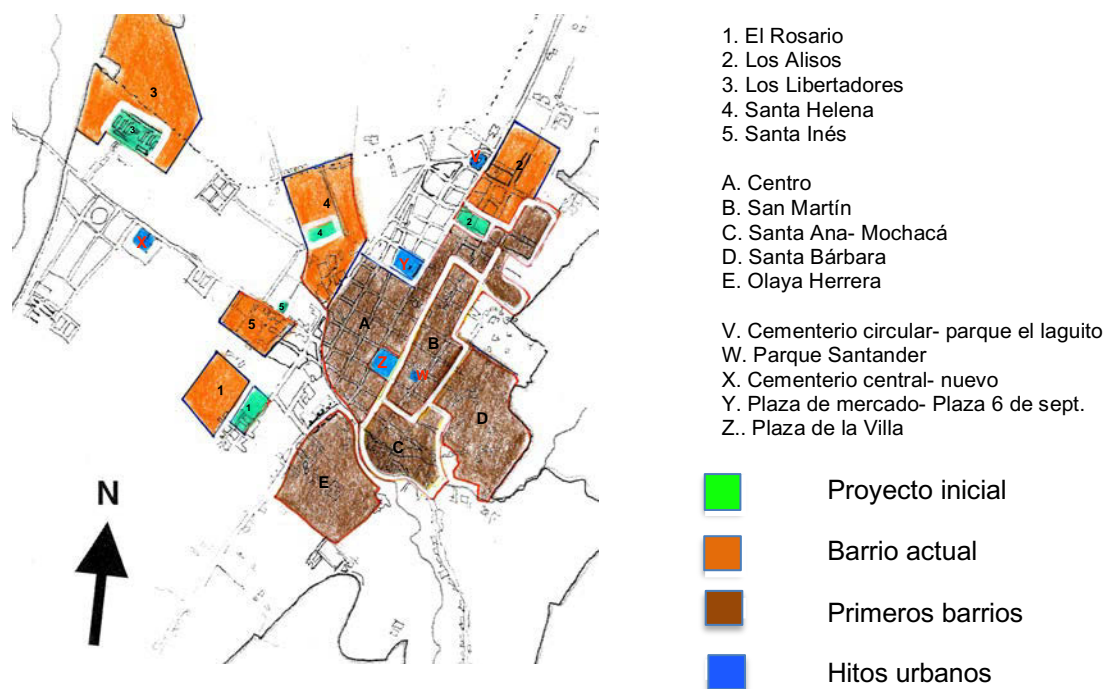 1. El Rosario
2. Los Alisos
3. Los Libertadores
4. Santa Helena
5. Santa Inés
A. Centro
B. San Martín
C. Santa Ana- Mochacá
D. Santa Bárbara
E. Olaya Herrera
V. Cementerio circular- parque el laguito
W. Parque Santander
X. Cementerio central- nuevo
Y. Plaza de mercado- Plaza 6 de sept.
Z.. Plaza de la Villa
Proyecto inicial
Barrio actual
Primeros barrios
Hitos urbanos
3
3
V
2
4
2
4
X
Y,
5
5
A
B
Z
W
1
1
D
C
E
N